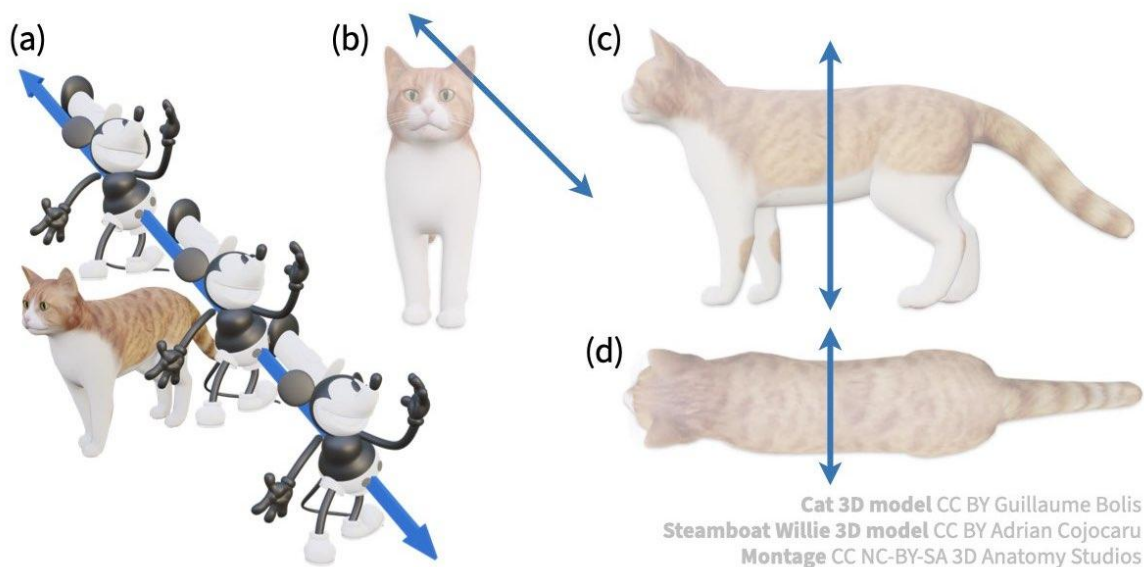 (a)
(b)
(c)
(d)
Cat 3D model CC BY Guillaume Bolis
Steamboat Willie 3D model CC BY Adrian Cojocaru
Montage CC NC-BY-SA 3D Anatomy Studios